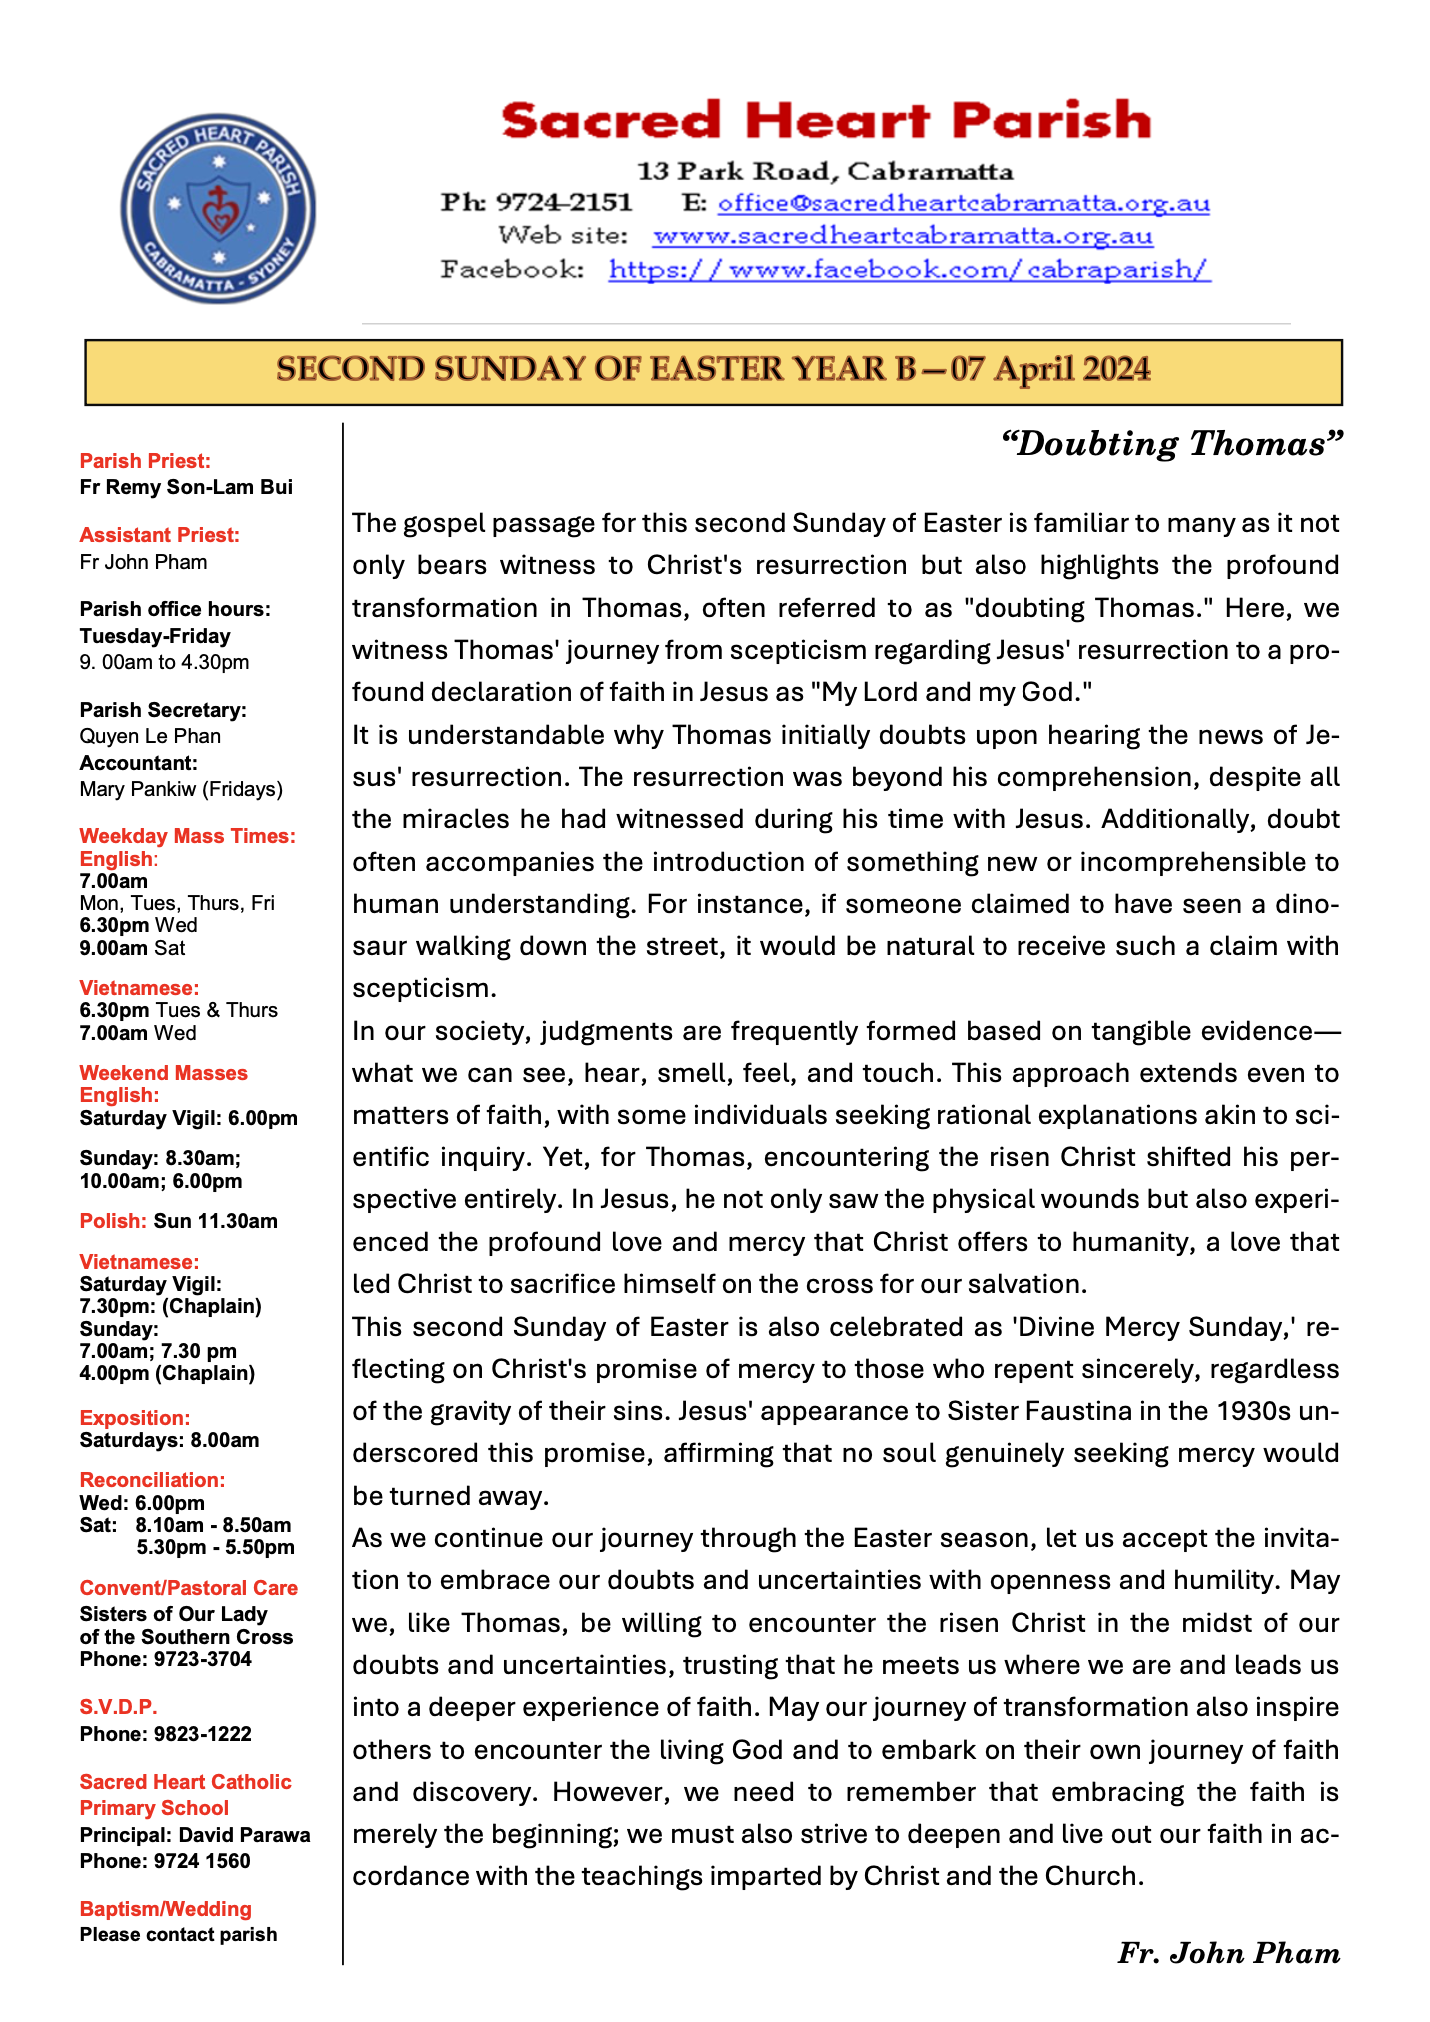 SACRED HEART PARISH
CABRAMATTA - SYDNEY
Sacred Heart Parish
13 Park Road, Cabramatta
Ph: 9724-2151 E: office@sacredheartcabramatta.org.au
Web site: www.sacredheartcabramatta.org.au
Facebook: https://www.facebook.com/cabraparish/
SECOND SUNDAY OF EASTER YEAR B—07 April 2024
Parish Priest:
Fr Remy Son-Lam Bui
Assistant Priest:
Fr John Pham
Parish office hours:
Tuesday-Friday
9. 00am to 4.30pm
Parish Secretary:
Quyen Le Phan
Accountant:
Mary Pankiw (Fridays)
Weekday Mass Times:
English:
7.00am
Mon, Tues, Thurs, Fri
6.30pm Wed
9.00am Sat
Vietnamese:
6.30pm Tues & Thurs
7.00am Wed
Weekend Masses
English:
Saturday Vigil: 6.00pm
Sunday: 8.30am;
10.00am; 6.00pm
Polish: Sun 11.30am
Vietnamese:
Saturday Vigil:
7.30pm: (Chaplain)
Sunday:
7.00am; 7.30 pm
4.00pm (Chaplain)
Exposition:
Saturdays: 8.00am
Reconciliation:
Wed: 6.00pm
Sat: 8.10am - 8.50am
5.30pm - 5.50pm
Convent/Pastoral Care
Sisters of Our Lady
of the Southern Cross
Phone: 9723-3704
S.V.D.P.
Phone: 9823-1222
Sacred Heart Catholic
Primary School
Principal: David Parawa
Phone: 9724 1560
Baptism/Wedding
Please contact parish
“Doubting Thomas”
The gospel passage for this second Sunday of Easter is familiar to many as it not
only bears witness to Christ's resurrection but also highlights the profound
transformation in Thomas, often referred to as "doubting Thomas." Here, we
witness Thomas' journey from scepticism regarding Jesus' resurrection to a pro-
found declaration of faith in Jesus as "My Lord and my God."
It is understandable why Thomas initially doubts upon hearing the news of Je-
sus' resurrection. The resurrection was beyond his comprehension, despite all
the miracles he had witnessed during his time with Jesus. Additionally, doubt
often accompanies the introduction of something new or incomprehensible to
human understanding. For instance, if someone claimed to have seen a dino-
saur walking down the street, it would be natural to receive such a claim with
scepticism.
In our society, judgments are frequently formed based on tangible evidence—
what we can see, hear, smell, feel, and touch. This approach extends even to
matters of faith, with some individuals seeking rational explanations akin to sci-
entific inquiry. Yet, for Thomas, encountering the risen Christ shifted his per-
spective entirely. In Jesus, he not only saw the physical wounds but also experi-
enced the profound love and mercy that Christ offers to humanity, a love that
led Christ to sacrifice himself on the cross for our salvation.
This second Sunday of Easter is also celebrated as 'Divine Mercy Sunday,' re-
flecting on Christ's promise of mercy to those who repent sincerely, regardless
of the gravity of their sins. Jesus' appearance to Sister Faustina in the 1930s un-
derscored this promise, affirming that no soul genuinely seeking mercy would
be turned away.
As we continue our journey through the Easter season, let us accept the invita-
tion to embrace our doubts and uncertainties with openness and humility. May
we, like Thomas, be willing to encounter the risen Christ in the midst of our
doubts and uncertainties, trusting that he meets us where we are and leads us
into a deeper experience of faith. May our journey of transformation also inspire
others to encounter the living God and to embark on their own journey of faith
and discovery. However, we need to remember that embracing the faith is
merely the beginning; we must also strive to deepen and live out our faith in ac-
cordance with the teachings imparted by Christ and the Church.
Fr. John Pham